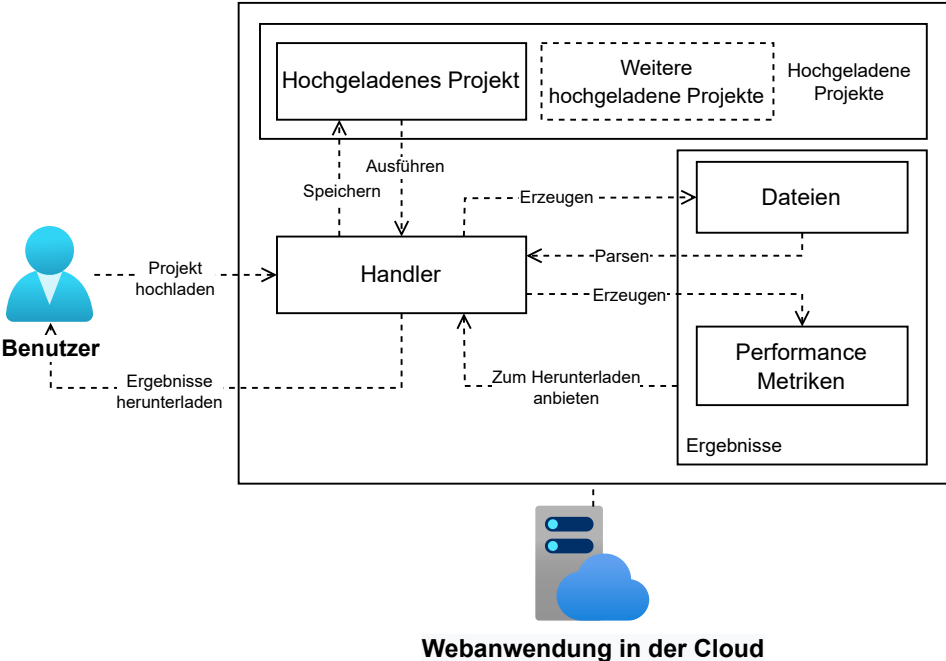 Hochgeladenes Projekt
Weitere
hochgeladene Projekte
Hochgeladene
Projekte
Ausführen
Speichern
Erzeugen
Dateien
Projekt
hochladen
Handler
Parsen
Erzeugen
Benutzer
Performance
Metriken
Ergebnisse
herunterladen
Zum Herunterladen
anbieten
Ergebnisse
Webanwendung in der Cloud